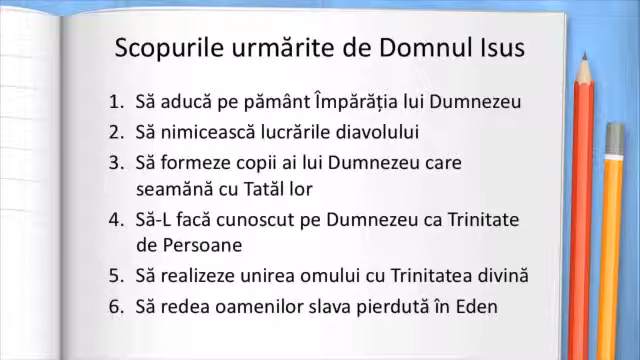 Scopurile urmărite de Domnul Isus
1. Să aducă pe pământ Împărăția lui Dumnezeu
2. Să nimicească lucrările diavolului
3. Să formeze copii ai lui Dumnezeu care
seamănă cu Tatăl lor
4. Să-L facă cunoscut pe Dumnezeu ca Trinitate
de Persoane
5. Să realizeze unirea omului cu Trinitatea divină
6. Să redea oamenilor slava pierdută în Eden